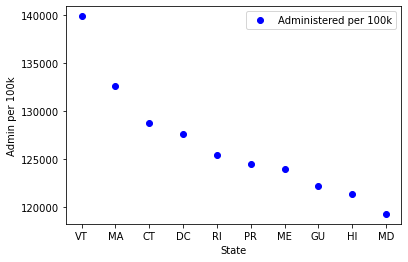 140000
135000
130000
125000
120000
Admin per 100k
Administered per 100k
VT MA CT DC RI PR ME GU HI MD
State